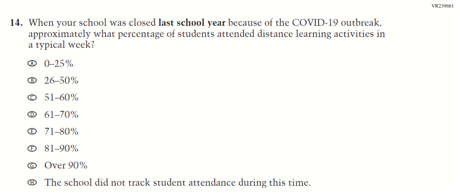 VR239681
14. When your school was closed last school year because of the COVID-19 outbreak,
approximately what percentage of students attended distance learning activities in
a typical week?
A 0–25%
B 26–50%
C 51–60%
D 61–70%
E 71–80%
F 81–90%
G Over 90%
H The school did not track student attendance during this time.